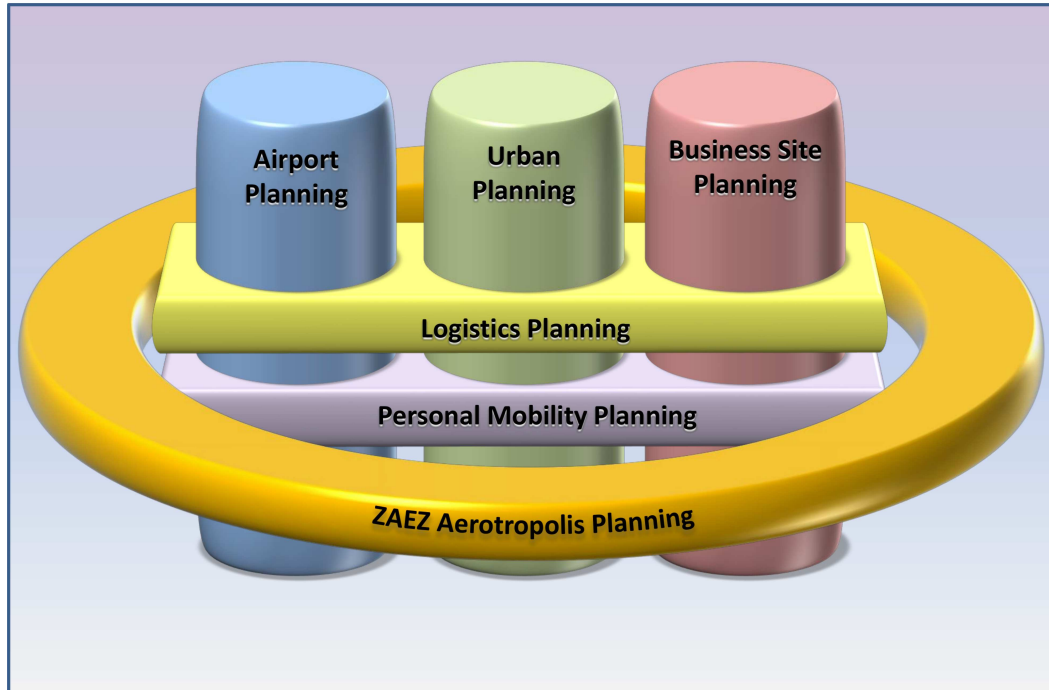 Airport
Planning
Urban
Planning
Business Site
Planning
Logistics Planning
Personal Mobility Planning
ZAEZ Aerotropolis Planning